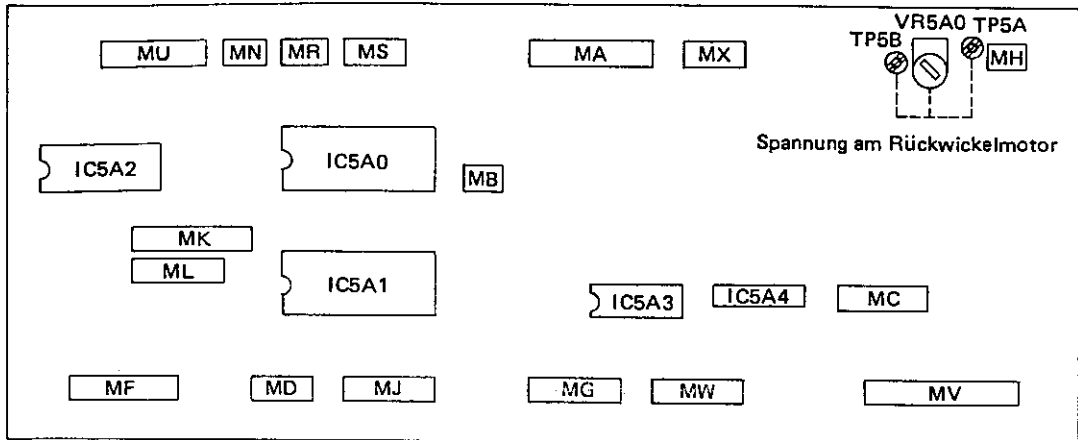 VR5A0 TP5A
TP5B
MU MN MR MS MA MX MH
Spannung am Rückwickelmotor
IC5A2 IC5A0 MB
MK
ML IC5A1
IC5A3 IC5A4 MC
MF MD MJ MG MW MV